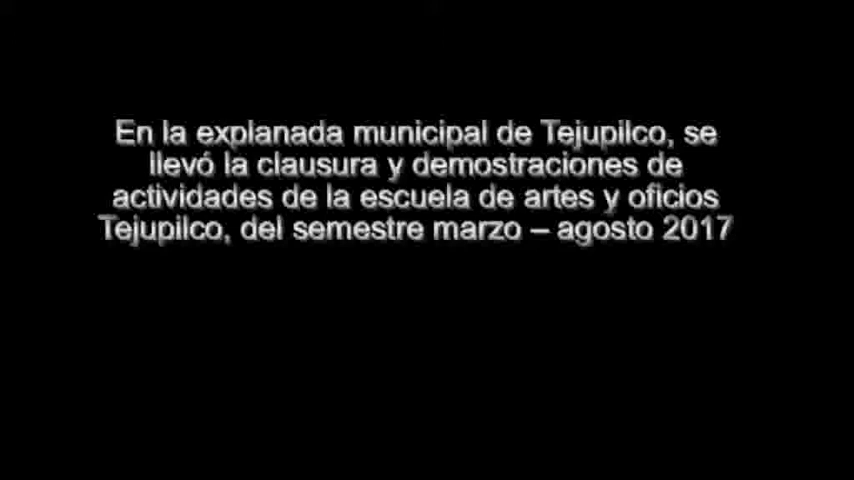 En la explanada municipal de Tejupilco, se
llevó la clausura y demostraciones de
actividades de la escuela de artes y oficios
Tejupilco, del semestre marzo – agosto 2017